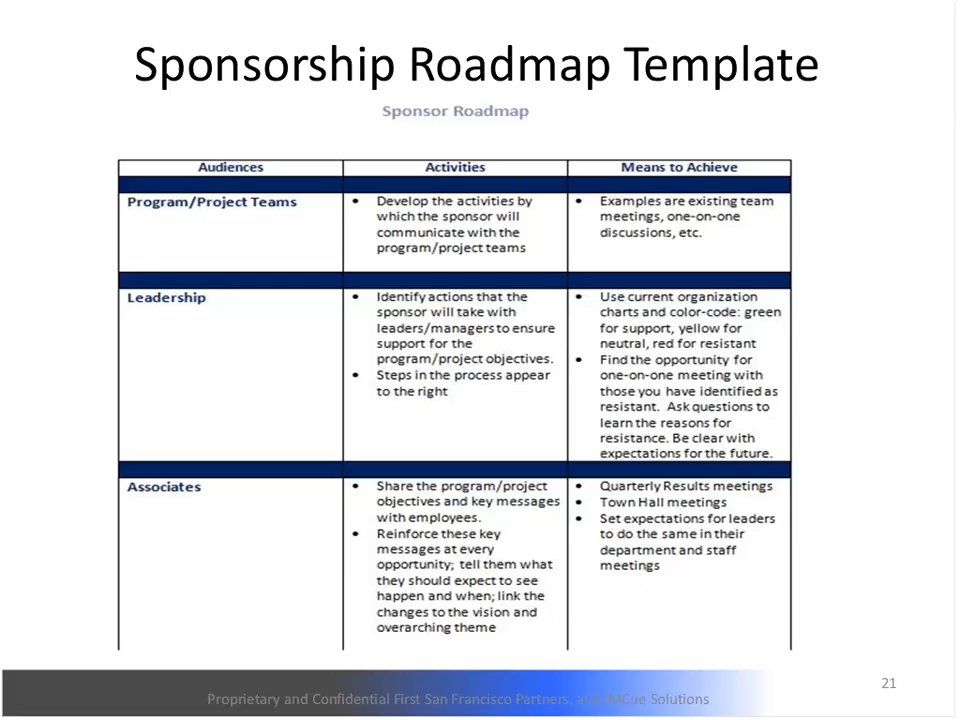 Sponsorship Roadmap Template
Sponsor Roadmap
Audiences
Activities
Means to Achieve
Program/Project Teams
• Develop the activities by
which the sponsor will
communicate with the
program/project teams
• Examples are existing team
meetings, one-on-one
discussions, etc.
Leadership
• Identify actions that the
sponsor will take with
leaders/managers to ensure
support for the
program/project objectives.
• Steps in the process appear
to the right
• Use current organization
charts and color-code: green
for support, yellow for
neutral, red for resistant
• Find the opportunity for
one-on-one meeting with
those you have identified as
resistant. Ask questions to
learn the reasons for
resistance. Be clear with
expectations for the future.
Associates
• Share the program/project
objectives and key messages
with employees.
• Reinforce these key
messages at every
opportunity; tell them what
they should expect to see
happen and when; link the
changes to the vision and
overarching theme
• Quarterly Results meetings
• Town Hall meetings
• Set expectations for leaders
to do the same in their
department and staff
meetings
21
Proprietary and Confidential First San Francisco Partners, and Solutions